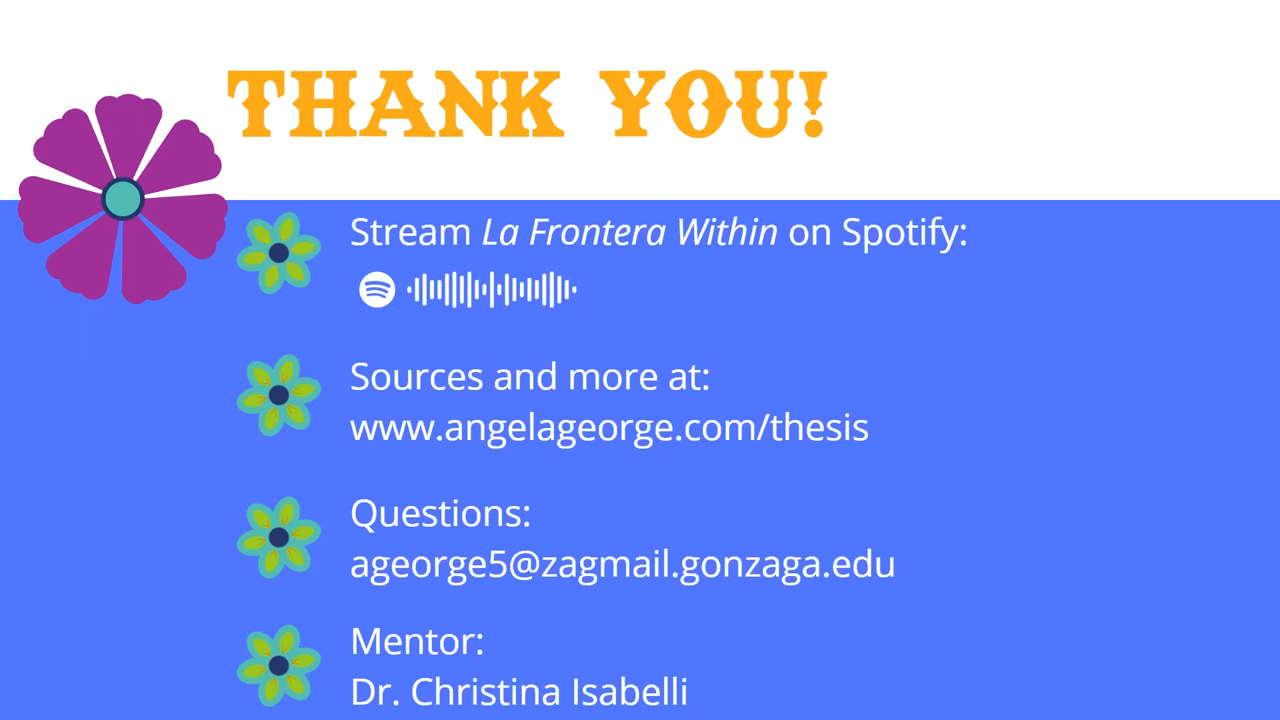 THANK YOU!
Stream La Frontera Within on Spotify:
Sources and more at:
www.angelageorge.com/thesis
Questions:
ageorge5@zagmail.gonzaga.edu
Mentor:
Dr. Christina Isabelli